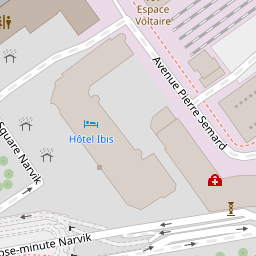 Espace
Voltaire
Avenue Pierre Semard
Hôtel Ibis
Square Narvik
ose-minute Narvik